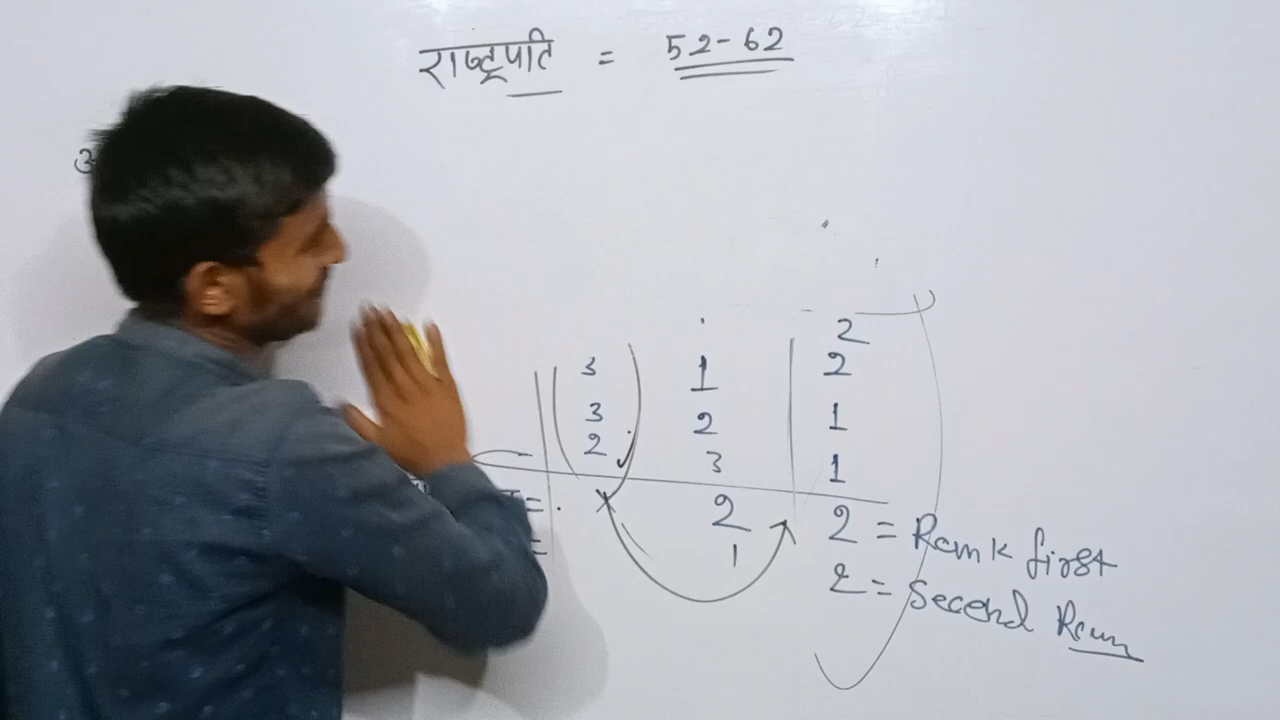 राष्ट्रपति = 52-62
2
3 1 2
3 2 1
2 3 1
x 2 2 = Rank first
1 2 = Second Ran